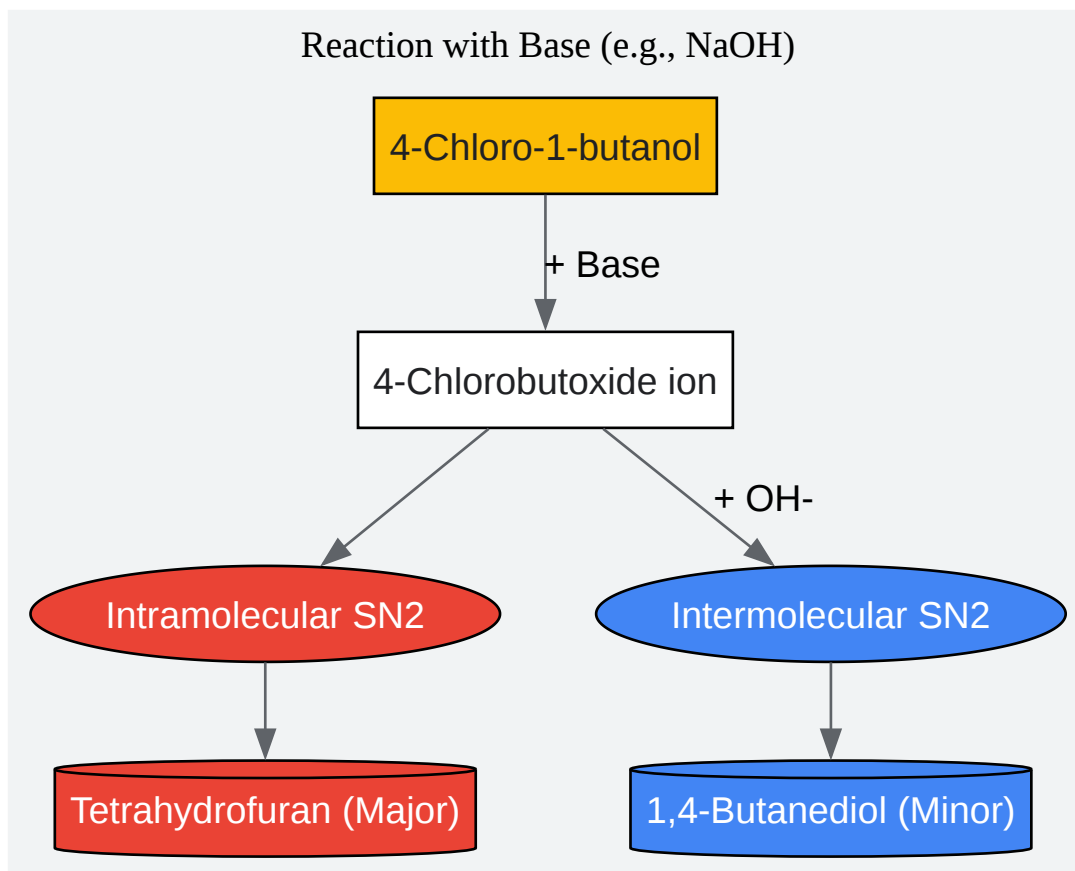 Reaction with Base (e.g., NaOH)
4-Chloro-1-butanol
+ Base
4-Chlorobutoxide ion
+ OH-
Intramolecular SN2
Intermolecular SN2
Tetrahydrofuran (Major)
1,4-Butanediol (Minor)